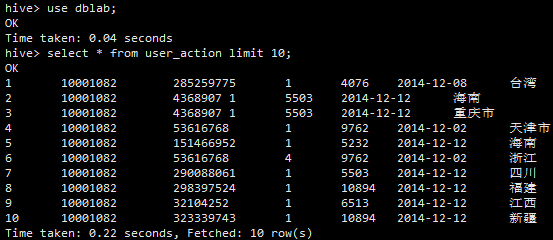 hive> use dblab;
OK
Time taken: 0.04 seconds
hive> select * from user_action limit 10;
OK
1 10001082 285259775 1 4076 2014-12-08 台湾
2 10001082 4368907 1 5503 2014-12-12 海南
3 10001082 4368907 1 5503 2014-12-12 重庆市
4 10001082 53616768 1 9762 2014-12-02 天津市
5 10001082 151466952 1 5232 2014-12-12 海南
6 10001082 53616768 4 9762 2014-12-02 浙江
7 10001082 290088061 1 5503 2014-12-12 四川
8 10001082 298397524 1 10894 2014-12-12 福建
9 10001082 32104252 1 6513 2014-12-12 江西
10 10001082 323339743 1 10894 2014-12-12 新疆
Time taken: 0.22 seconds, Fetched: 10 row(s)